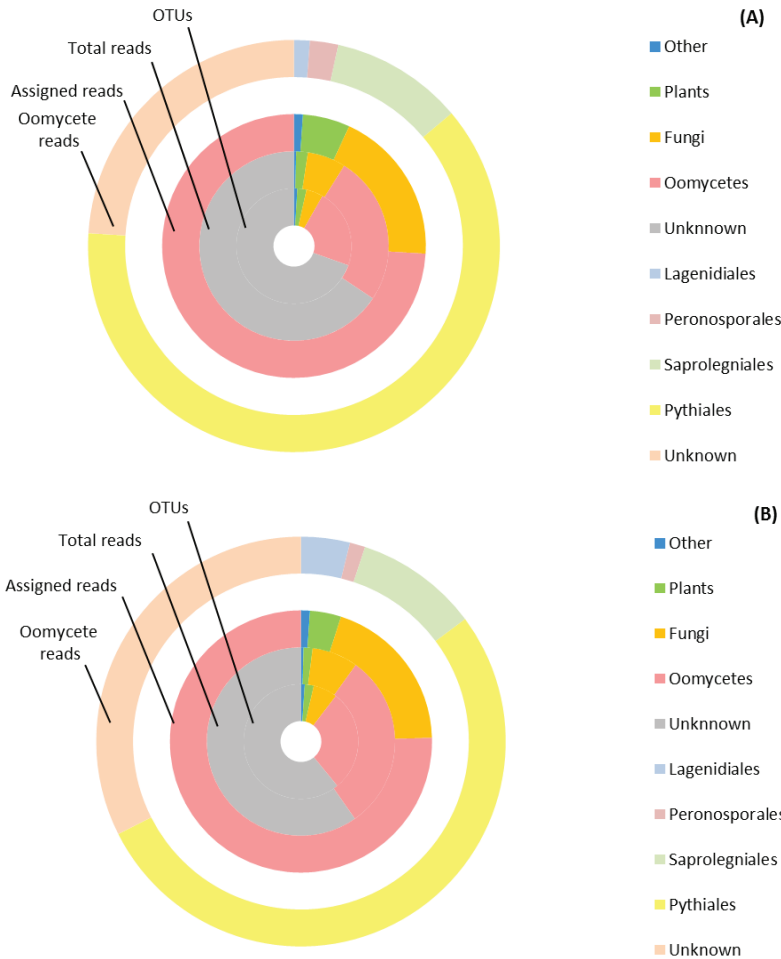 (A)
OTUs
Total reads
Assigned reads
Oomycete
reads
Other
Plants
Fungi
Oomycetes
Unknnown
Lagenidiales
Peronosporales
Saprolegniales
Pythiales
Unknown
(B)
OTUs
Total reads
Assigned reads
Oomycete
reads
Other
Plants
Fungi
Oomycetes
Unknnown
Lagenidiales
Peronosporales
Saprolegniales
Pythiales
Unknown